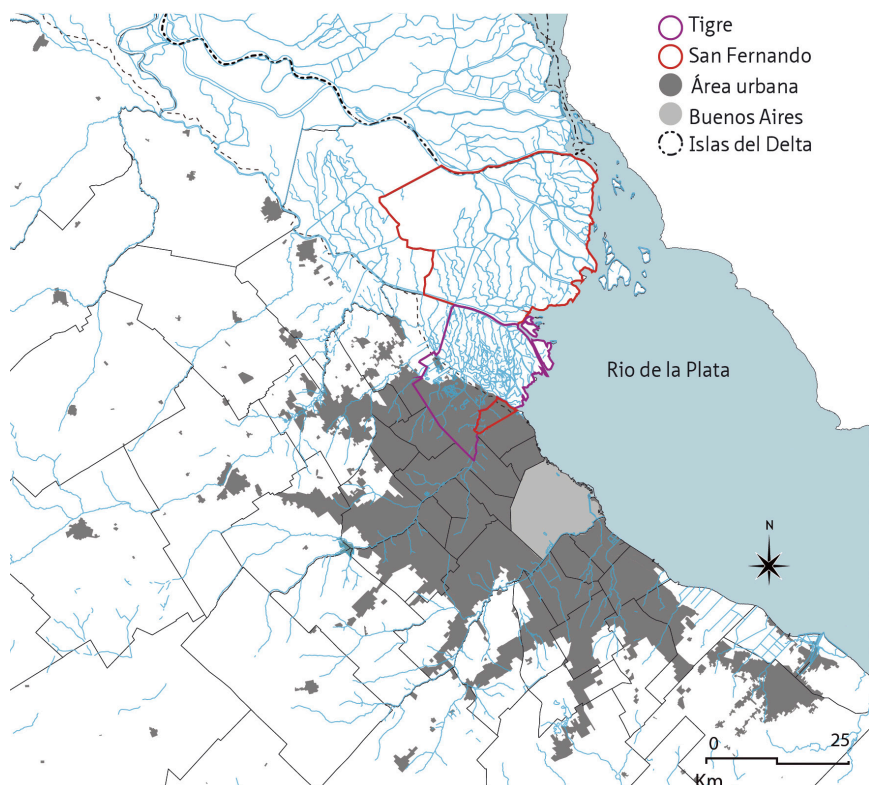 Tigre
San Fernando
Área urbana
Buenos Aires
Islas del Delta
Rio de la Plata
N
0 25
Km